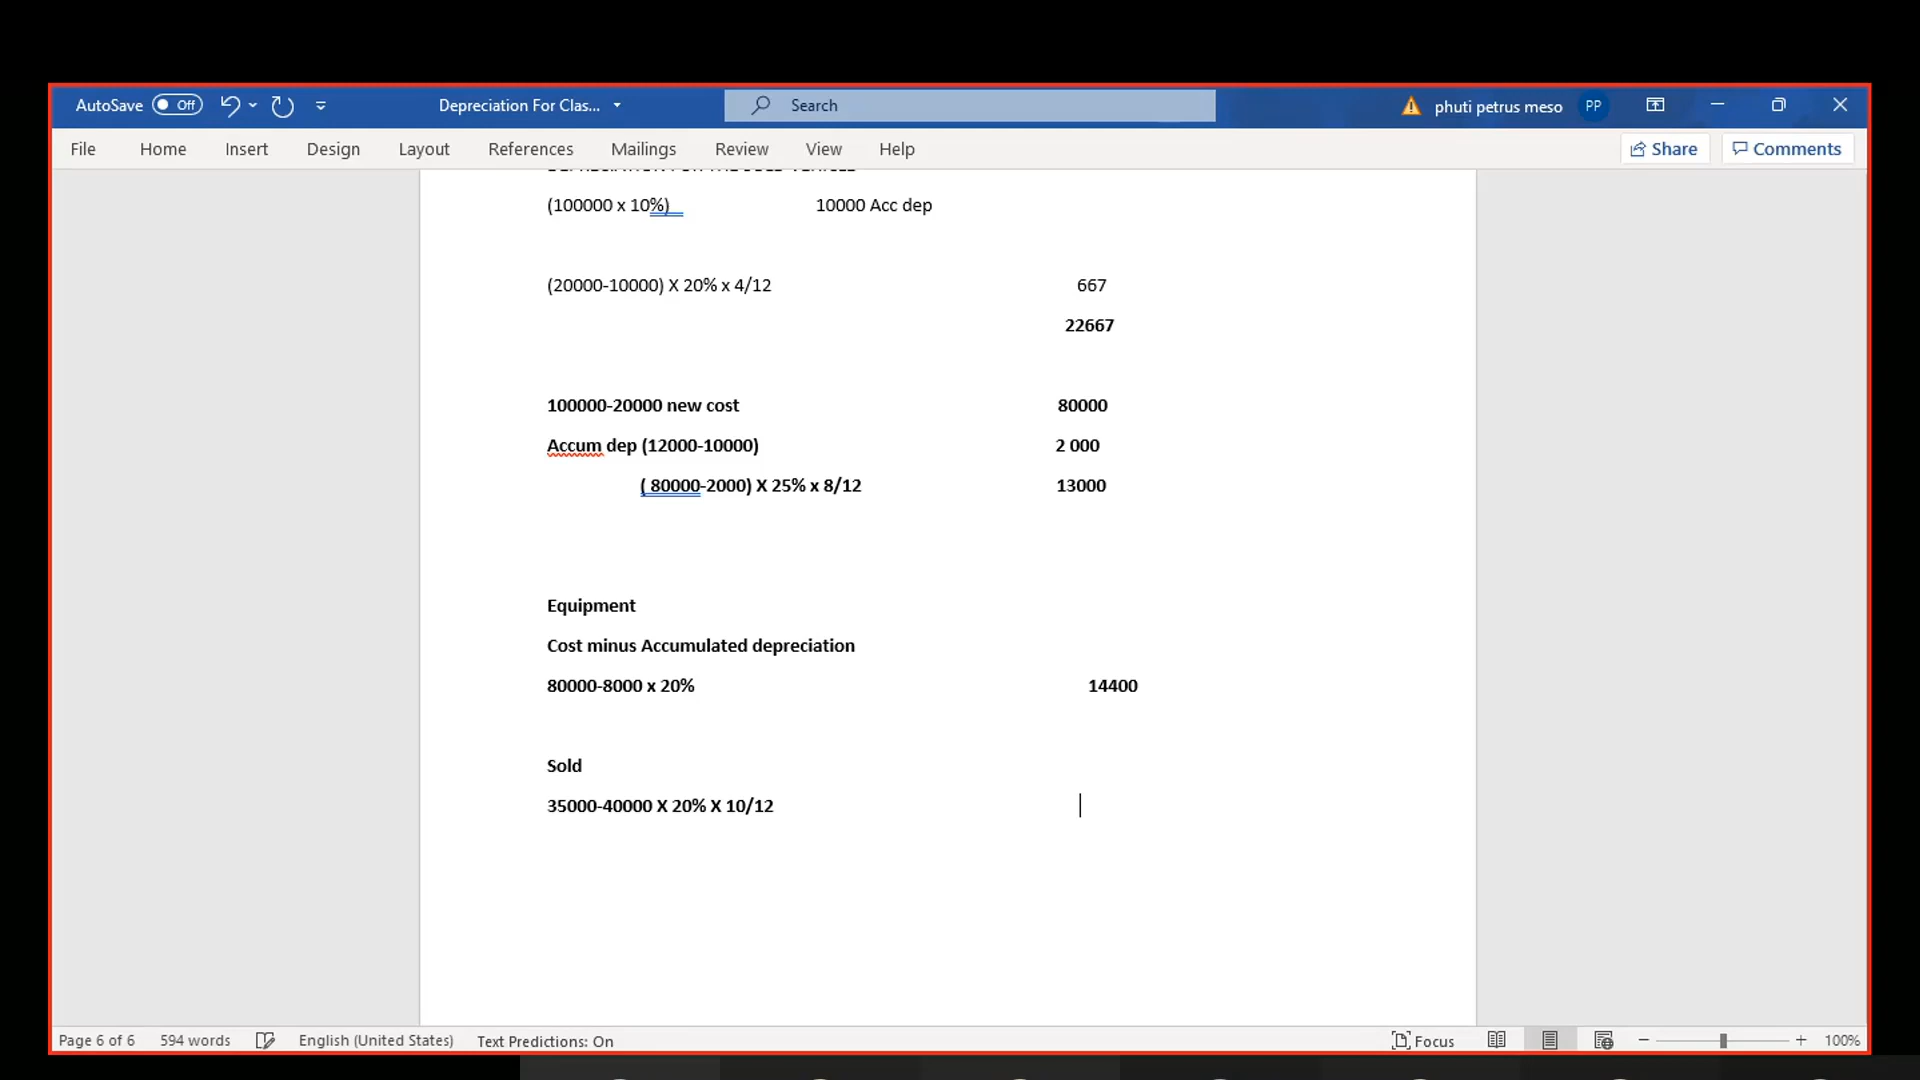 AutoSave Off Depreciation For Clas... Search phuti petrus meso PP
File Home Insert Design Layout References Mailings Review View Help Share Comments
(100000 x 10%) 10000 Acc dep
(20000-10000) X 20% x 4/12 667
22667
100000-20000 new cost 80000
Accum dep (12000-10000) 2 000
( 80000-2000) X 25% x 8/12 13000
Equipment
Cost minus Accumulated depreciation
80000-8000 x 20% 14400
Sold
35000-40000 X 20% X 10/12
Page 6 of 6 594 words English (United States) Text Predictions: On Focus 100%